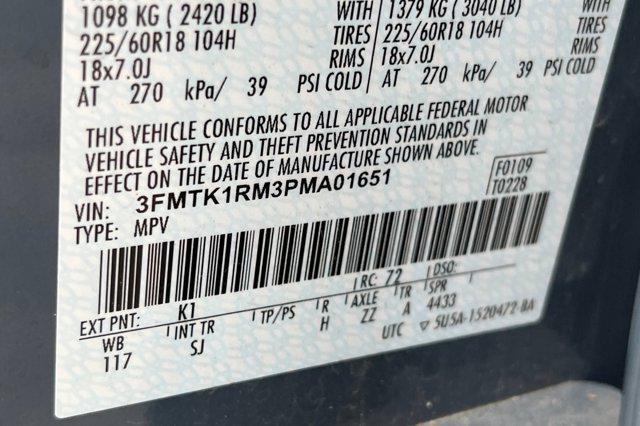 1098 KG ( 2420 LB) WITH 1379 KG ( 3040 LB) WITH
225/60R18 104H TIRES 225/60R18 104H TIRES
18x7.0J RIMS 18x7.0J RIMS
AT 270 kPa/ 39 PSI COLD AT 270 kPa/ 39 PSI COLD
THIS VEHICLE CONFORMS TO ALL APPLICABLE FEDERAL MOTOR
VEHICLE SAFETY AND THEFT PREVENTION STANDARDS IN
EFFECT ON THE DATE OF MANUFACTURE SHOWN ABOVE.
VIN: 3FMTK1RM3PMA01651 F0109
TYPE: MPV T0228
EXT PNT: K1 RC: 72 DSO:
WB INT TR TP/PS R AXLE TR SPR
117 SJ H ZZ A 4433
UTC ▽ 5U5A-1520472-BA